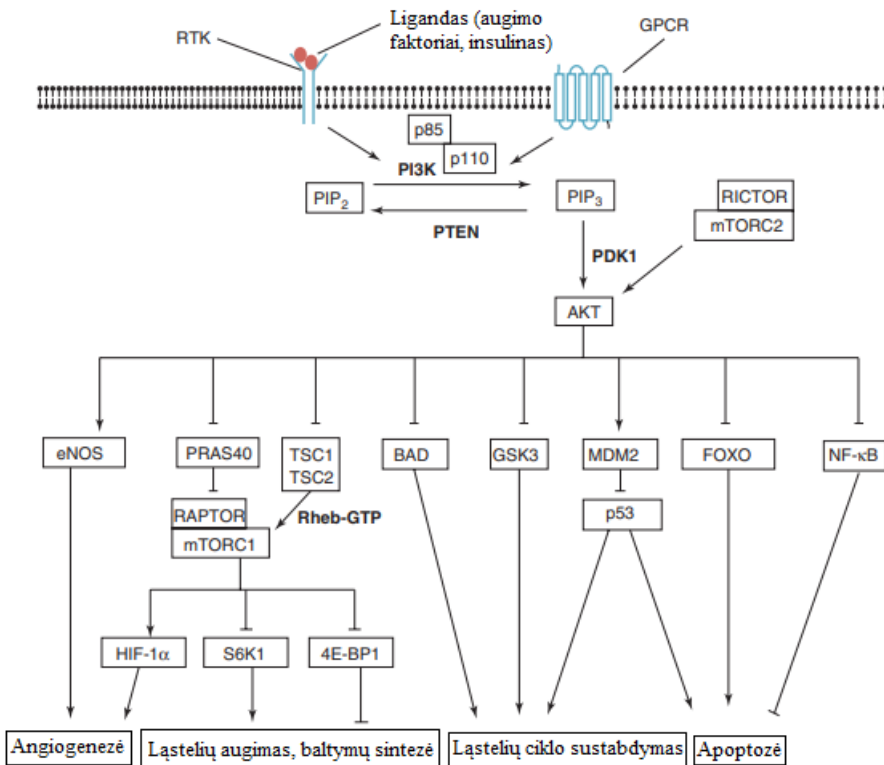 RTK
Ligandas (augimo
faktoriai, insulinas)
GPCR
p85
p110
PI3K
PIP₂
PIP₃
PTEN
RICTOR
mTORC2
PDK1
AKT
eNOS
PRAS40
TSC1
TSC2
BAD
GSK3
MDM2
FOXO
NF-κB
RAPTOR
mTORC1
Rheb-GTP
p53
HIF-1α
S6K1
4E-BP1
Angiogenezė
Ląstelių augimas, baltymų sintezė
Ląstelių ciklo sustabdymas
Apoptozė